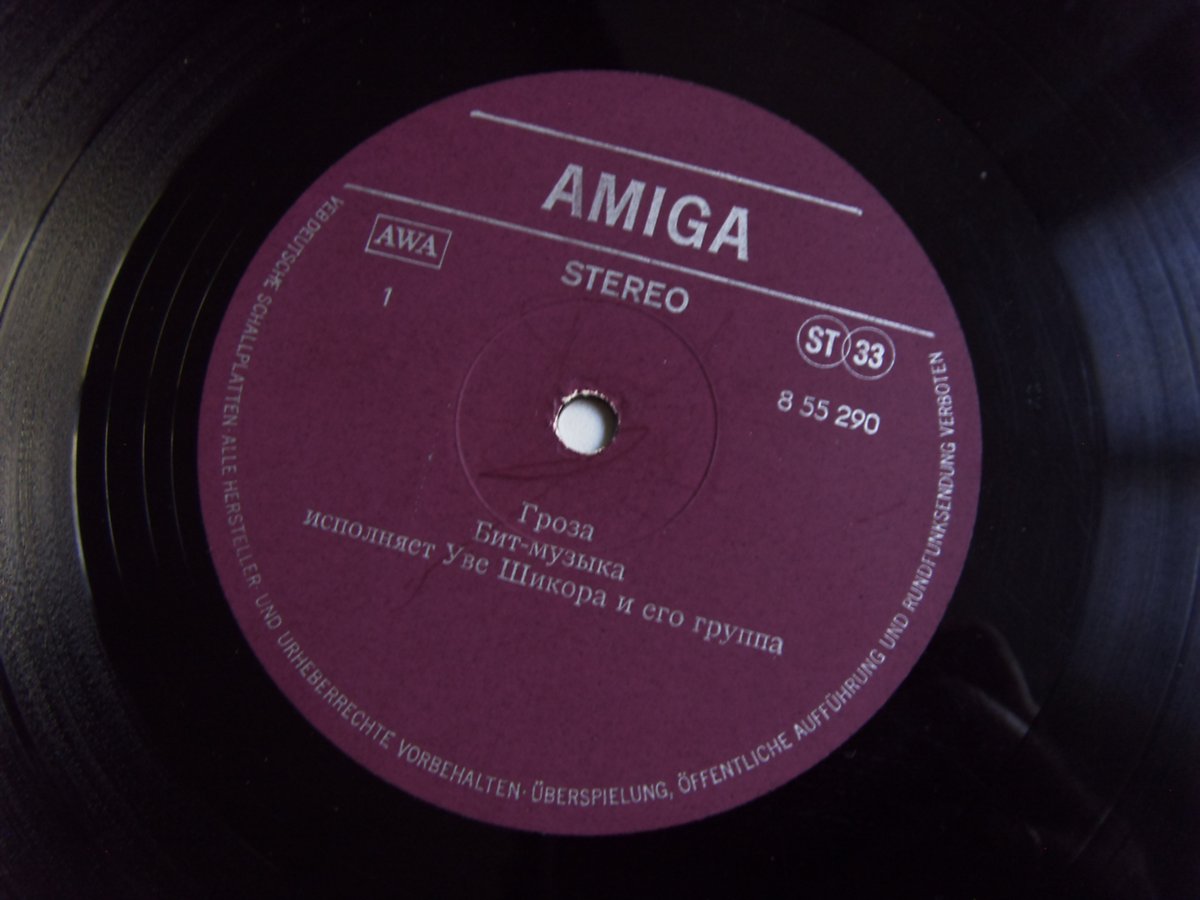 AMIGA
STEREO
AWA
1
ST 33
8 55 290
Гроза
Бит-музыка
исполняет Уве Шикора и его группа
VEB DEUTSCHE SCHALLPLATTEN · ALLE HERSTELLER- UND URHEBERRECHTE VORBEHALTEN · ÜBERSPIELUNG, ÖFFENTLICHE AUFFÜHRUNG UND RUNDFUNKSENDUNG VERBOTEN